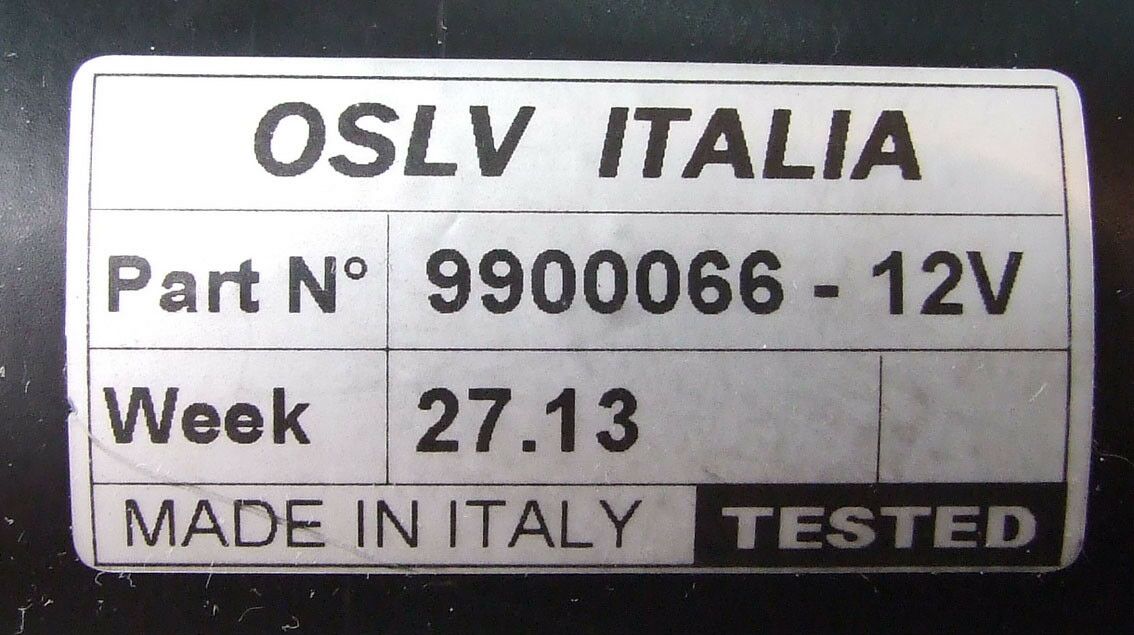 OSLV ITALIA
Part N° 9900066 - 12V
Week 27.13
MADE IN ITALY TESTED